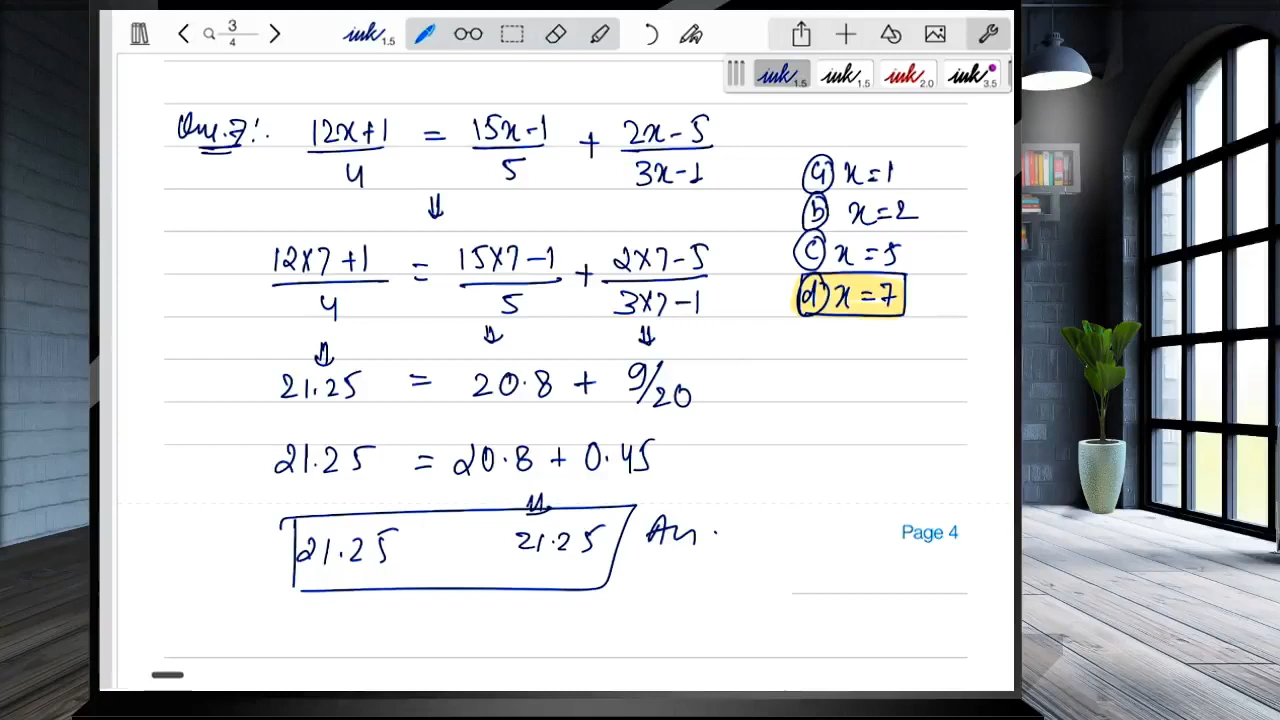 3
4
ink 1.5
ink 1.5 ink 1.5 ink 2.0 ink 3.5
Que.7:. 12x+1/4 = 15x-1/5 + 2x-5/3x-1
(a) x=1
(b) x=2
(c) x=5
(d) x=7
⇓
12×7+1/4 = 15×7-1/5 + 2×7-5/3×7-1
⇓ ⇓ ⇓
21.25 = 20.8 + 9/20
21.25 = 20.8 + 0.45
⇓
21.25 21.25 An.
Page 4